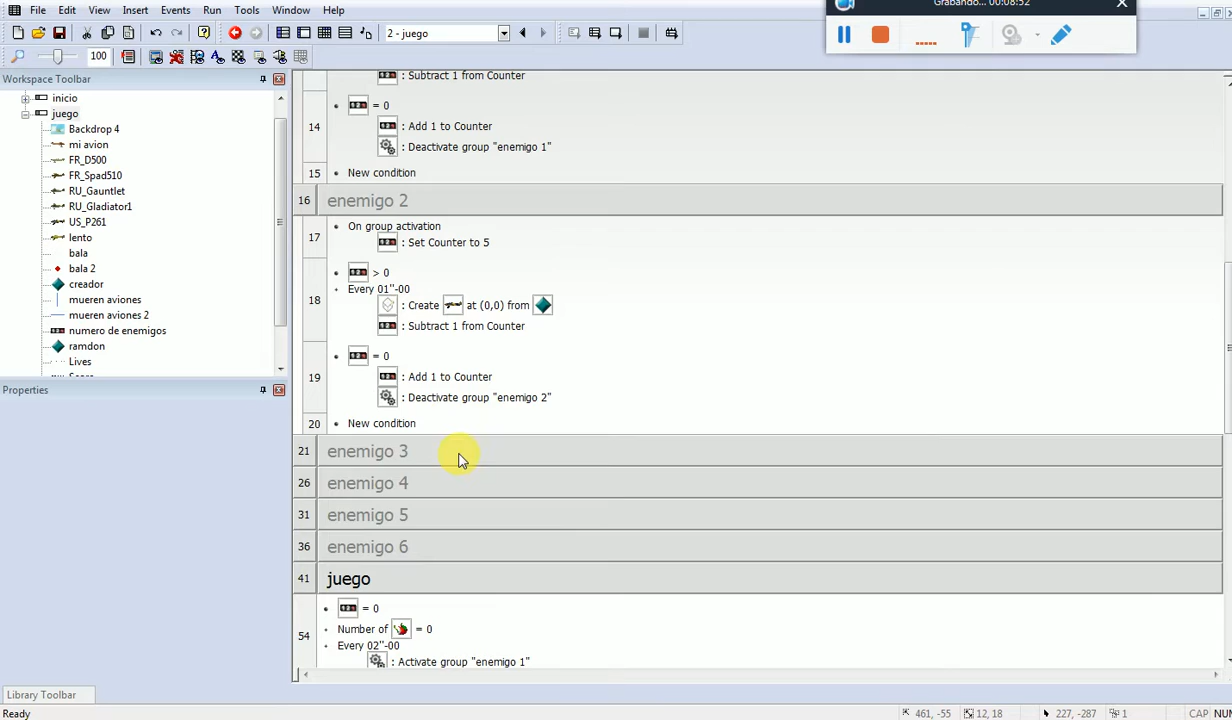 Grabando... 00:08:52
File Edit View Insert Events Run Tools Window Help
2 - juego
100
Workspace Toolbar
inicio
juego
Backdrop 4
mi avion
FR_D500
FR_Spad510
RU_Gauntlet
RU_Gladiator1
US_P261
lento
bala
bala 2
creador
mueren aviones
mueren aviones 2
numero de enemigos
ramdon
Lives
Properties
Library Toolbar
Ready
: Subtract 1 from Counter
14
= 0
: Add 1 to Counter
: Deactivate group "enemigo 1"
15 New condition
16 enemigo 2
17
On group activation
: Set Counter to 5
18
> 0
Every 01"-00
: Create at (0,0) from
: Subtract 1 from Counter
19
= 0
: Add 1 to Counter
: Deactivate group "enemigo 2"
20 New condition
21 enemigo 3
26 enemigo 4
31 enemigo 5
36 enemigo 6
41 juego
54
= 0
Number of = 0
Every 02"-00
: Activate group "enemigo 1"
461, -55 12, 18 227, -287 1 CAP NUM